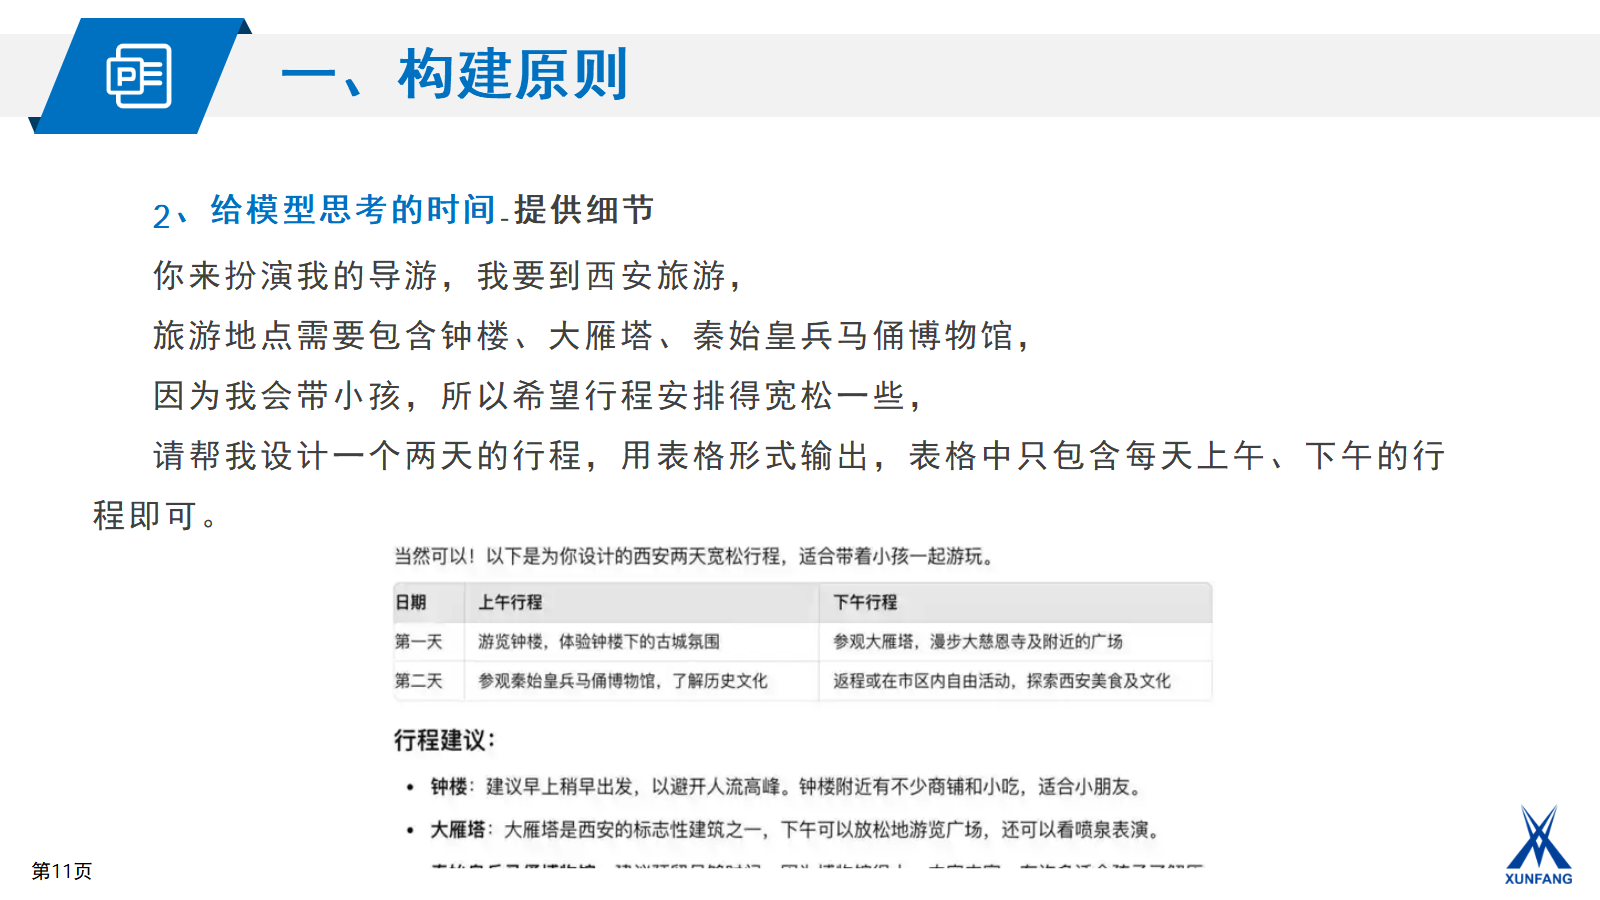 一、构建原则
2、给模型思考的时间-提供细节
你来扮演我的导游，我要到西安旅游，
旅游地点需要包含钟楼、大雁塔、秦始皇兵马俑博物馆，
因为我会带小孩，所以希望行程安排得宽松一些，
请帮我设计一个两天的行程，用表格形式输出，表格中只包含每天上午、下午的行
程即可。
当然可以！以下是为你设计的西安两天宽松行程，适合带着小孩一起游玩。
日期 上午行程 下午行程
第一天 游览钟楼，体验钟楼下的古城氛围 参观大雁塔，漫步大慈恩寺及附近的广场
第二天 参观秦始皇兵马俑博物馆，了解历史文化 返程或在市区内自由活动，探索西安美食及文化
行程建议：
• 钟楼：建议早上稍早出发，以避开人流高峰。钟楼附近有不少商铺和小吃，适合小朋友。
• 大雁塔：大雁塔是西安的标志性建筑之一，下午可以放松地游览广场，还可以看喷泉表演。
第11页
XUNFANG